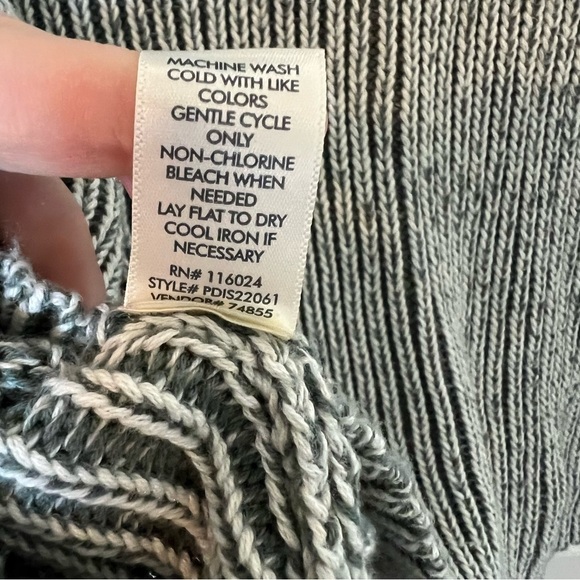 MACHINE WASH
COLD WITH LIKE
COLORS
GENTLE CYCLE
ONLY
NON-CHLORINE
BLEACH WHEN
NEEDED
LAY FLAT TO DRY
COOL IRON IF
NECESSARY
RN# 116024
STYLE# PDIS22061
VENDOR# 74855